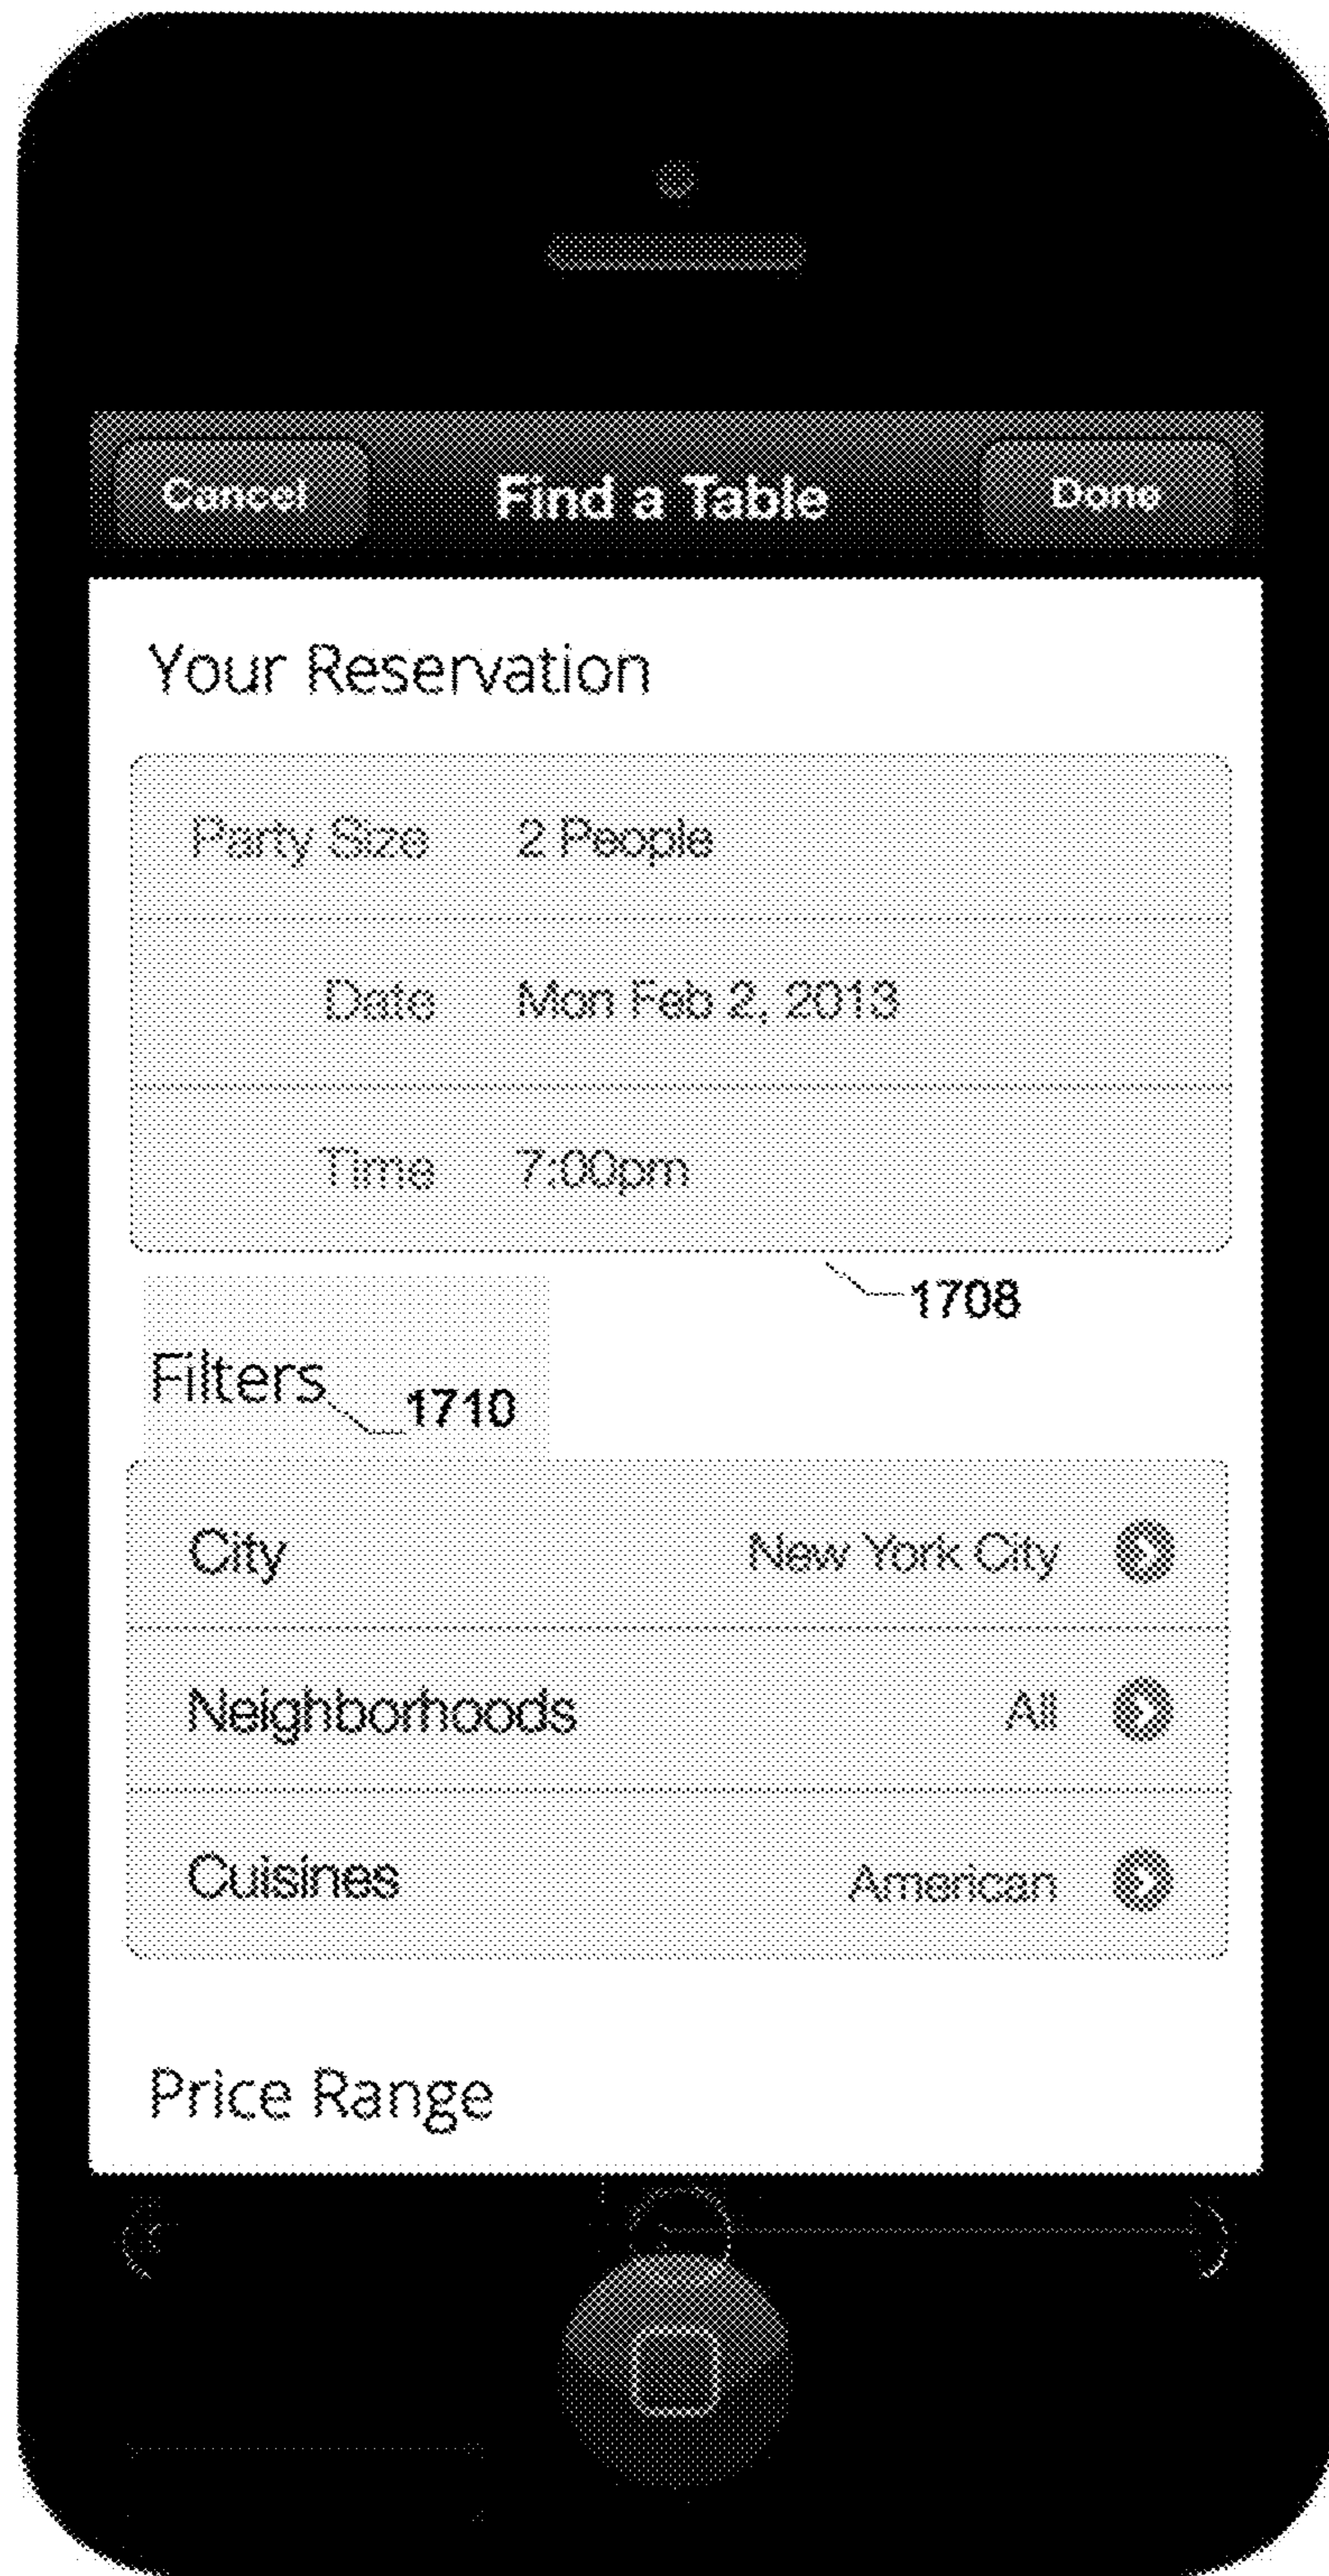 Cancel Find a Table Done
Your Reservation
Party Size 2 People
Date Mon Feb 2, 2013
Time 7:00pm
1708
Filters 1710
City New York City
Neighborhoods All
Cuisines American
Price Range